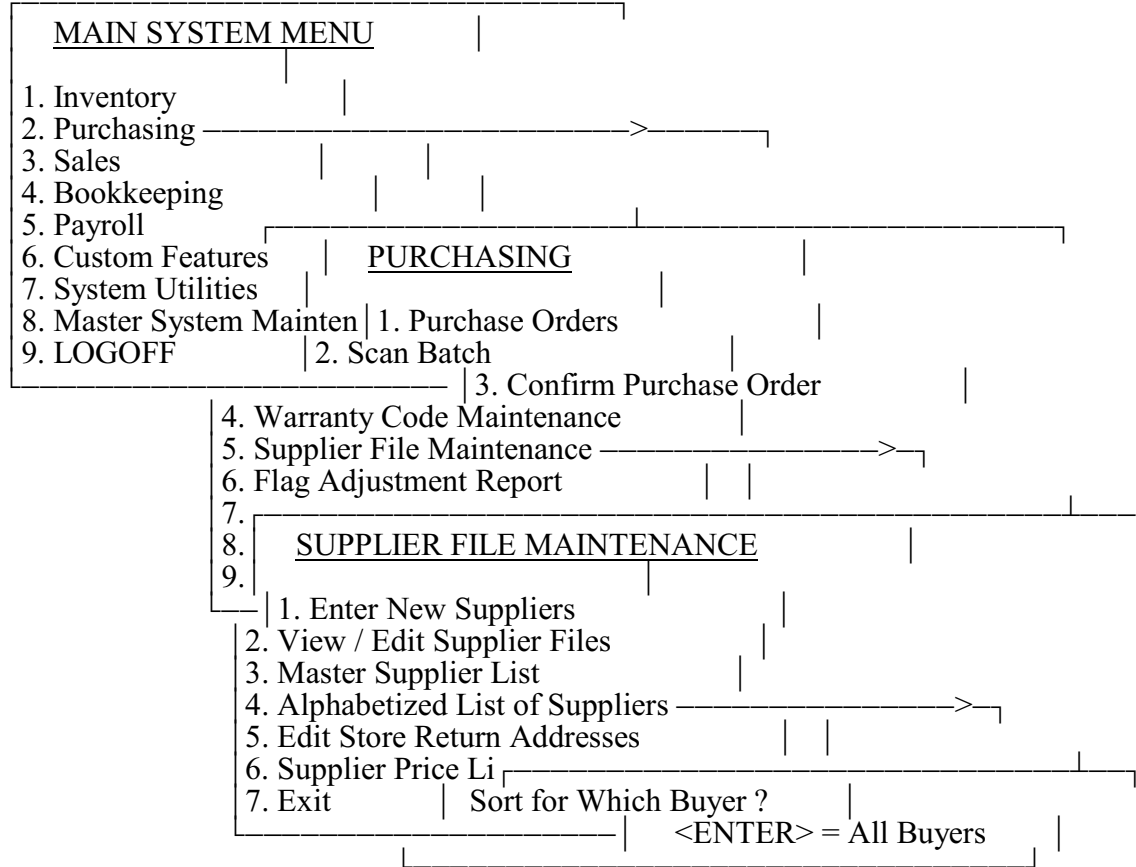 MAIN SYSTEM MENU
1. Inventory
2. Purchasing >
3. Sales
4. Bookkeeping
5. Payroll
6. Custom Features PURCHASING
7. System Utilities
8. Master System Mainten 1. Purchase Orders
9. LOGOFF 2. Scan Batch
3. Confirm Purchase Order
4. Warranty Code Maintenance
5. Supplier File Maintenance >
6. Flag Adjustment Report
7.
8. SUPPLIER FILE MAINTENANCE
9.
1. Enter New Suppliers
2. View / Edit Supplier Files
3. Master Supplier List
4. Alphabetized List of Suppliers >
5. Edit Store Return Addresses
6. Supplier Price Li
7. Exit Sort for Which Buyer ?
<ENTER> = All Buyers